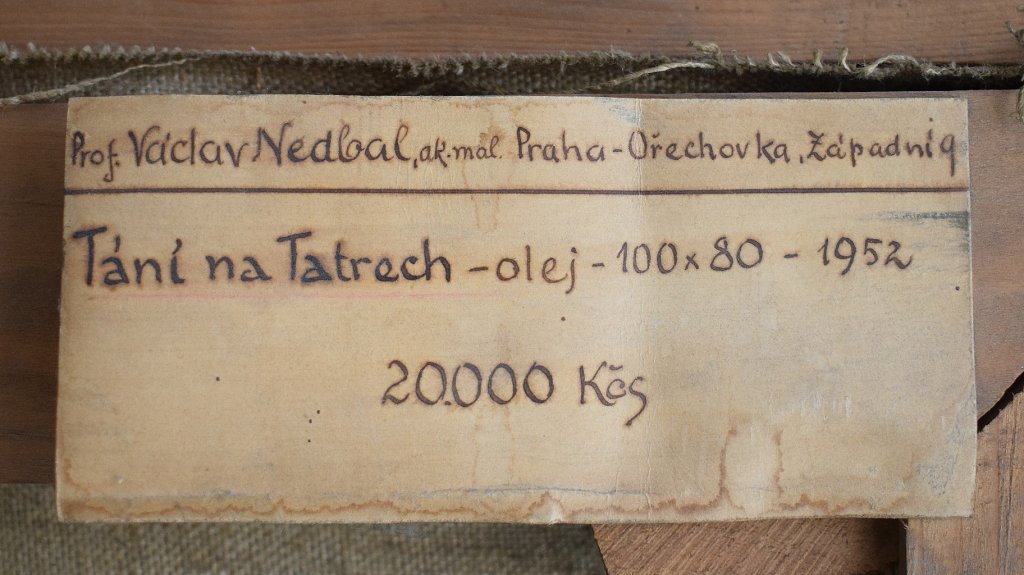 Prof. Václav Nedbal, ak. mal. Praha - Ořechovka, Západní 9
Tání na Tatrech - olej - 100x80 - 1952
20.000 Kčs